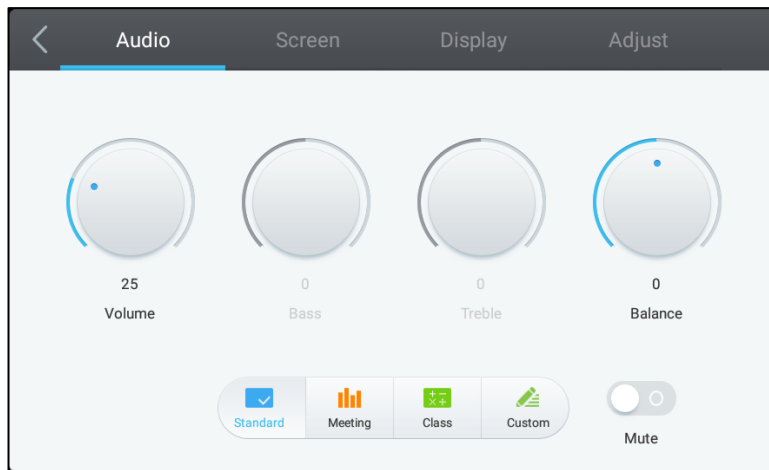 Audio Screen Display Adjust
25 0 0 0
Volume Bass Treble Balance
Standard Meeting Class Custom
Mute